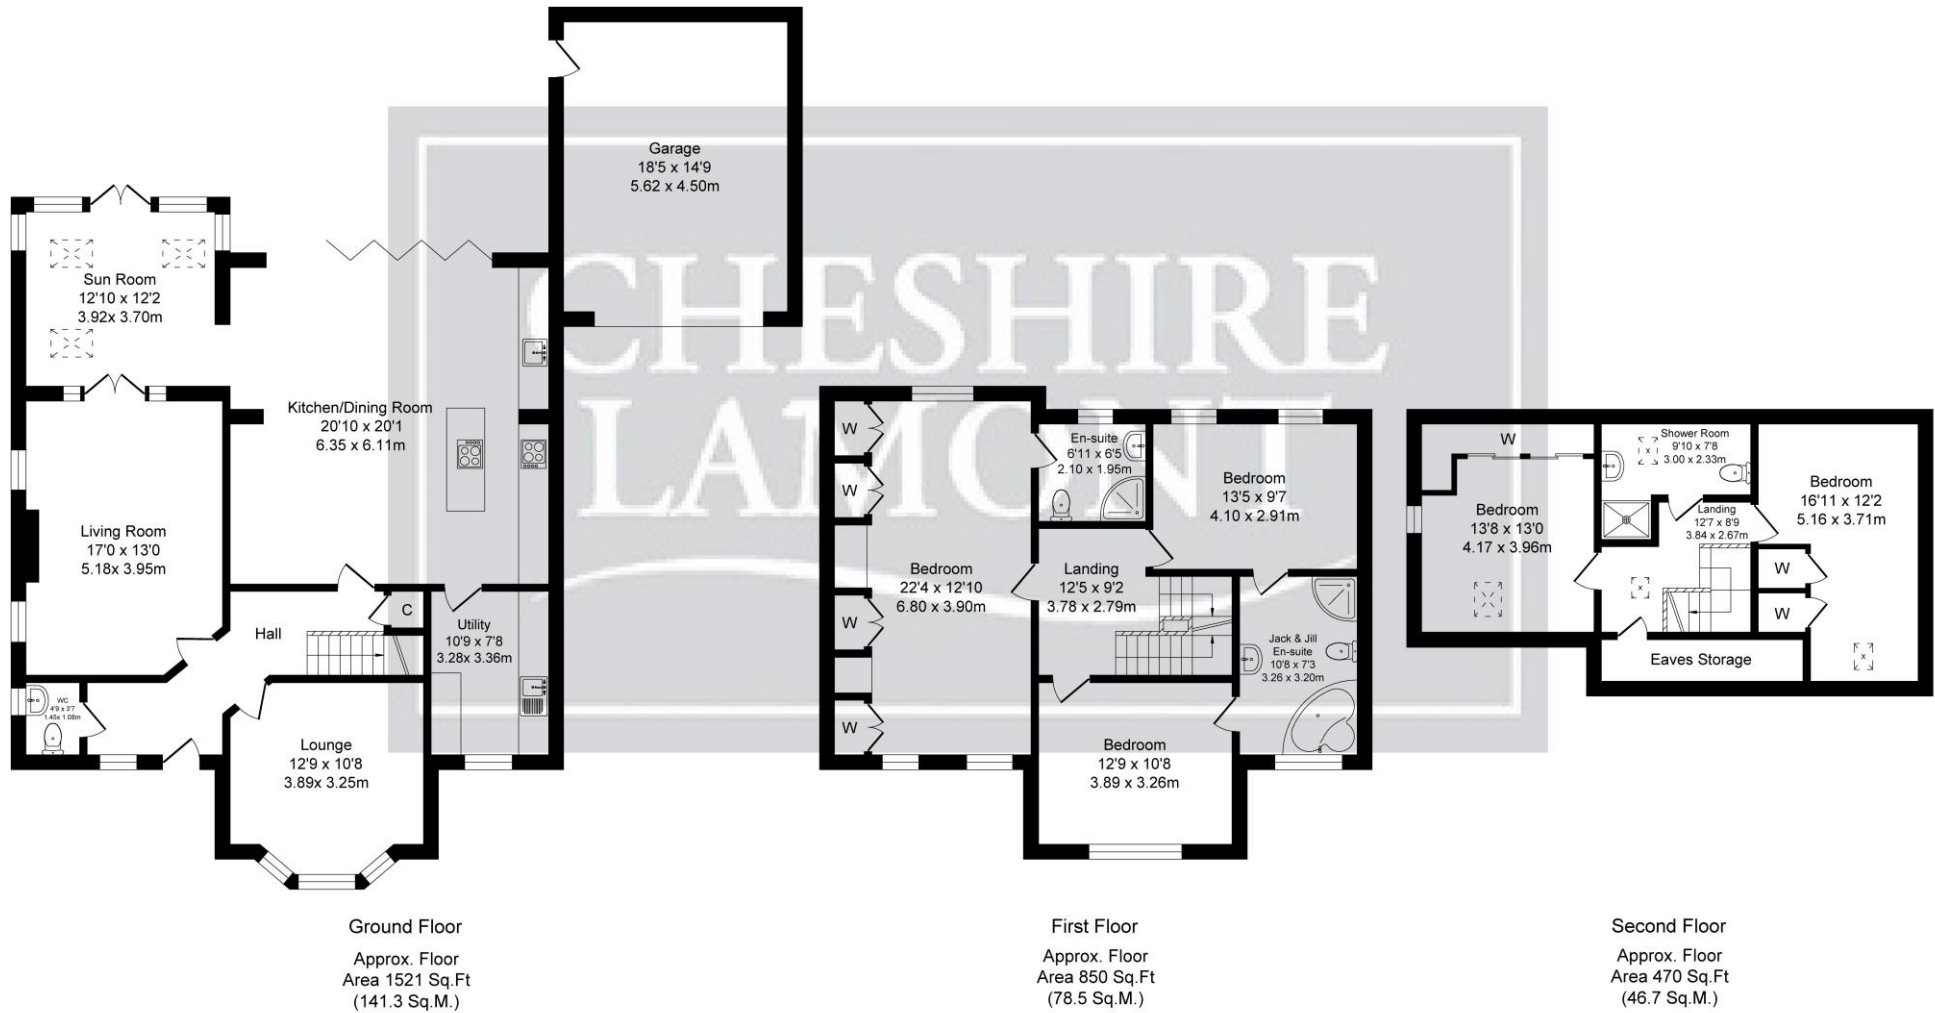 Garage
18'5 x 14'9
5.62 x 4.50m
Sun Room
12'10 x 12'2
3.92x 3.70m
Kitchen/Dining Room
20'10 x 20'1
6.35 x 6.11m
Living Room
17'0 x 13'0
5.18x 3.95m
Hall
C
Utility
10'9 x 7'8
3.28x 3.36m
WC
4'9 x 3'7
1.45x 1.08m
Lounge
12'9 x 10'8
3.89x 3.25m
Ground Floor
Approx. Floor
Area 1521 Sq.Ft
(141.3 Sq.M.)
CHESHIRE
LAMONT
W
W
W
W
Bedroom
22'4 x 12'10
6.80 x 3.90m
En-suite
6'11 x 6'5
2.10 x 1.95m
Bedroom
13'5 x 9'7
4.10 x 2.91m
Landing
12'5 x 9'2
3.78 x 2.79m
Jack & Jill
En-suite
10'8 x 7'3
3.26 x 3.20m
Bedroom
12'9 x 10'8
3.89 x 3.26m
First Floor
Approx. Floor
Area 850 Sq.Ft
(78.5 Sq.M.)
W
Shower Room
9'10 x 7'8
3.00 x 2.33m
Bedroom
13'8 x 13'0
4.17 x 3.96m
Landing
12'7 x 8'9
3.84 x 2.67m
Bedroom
16'11 x 12'2
5.16 x 3.71m
W
W
Eaves Storage
Second Floor
Approx. Floor
Area 470 Sq.Ft
(46.7 Sq.M.)